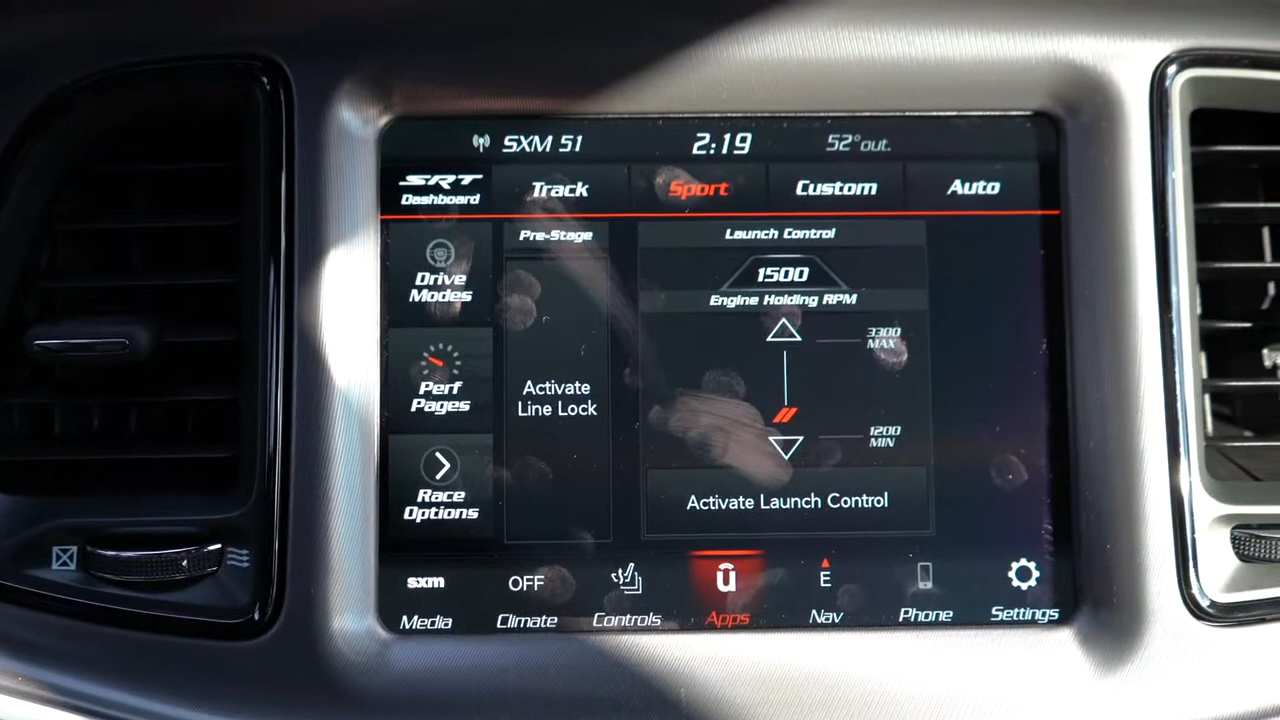 SXM 51 2:19 52°out.
SRT Dashboard
Track Sport Custom Auto
Drive Modes
Perf Pages
Race Options
Pre-Stage
Activate
Line Lock
Launch Control
1500
Engine Holding RPM
3300
MAX
1200
MIN
Activate Launch Control
sxm OFF û E
Media Climate Controls Apps Nav Phone Settings